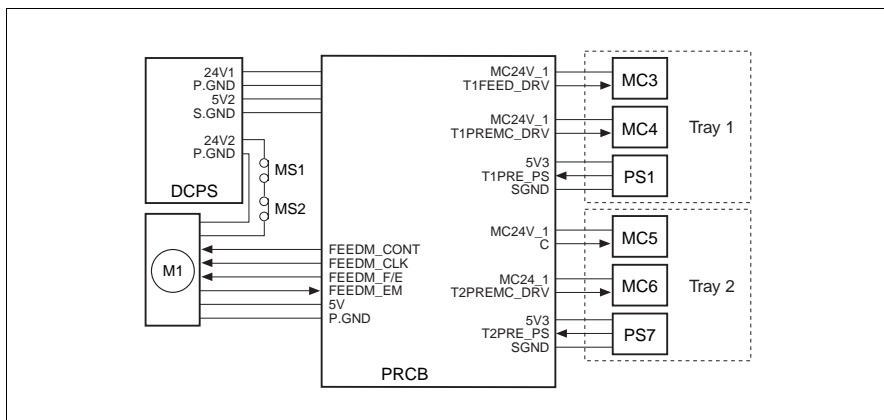 24V1
P.GND
5V2
S.GND
24V2
P.GND
DCPS
MS1
MS2
M1
FEEDM_CONT
FEEDM_CLK
FEEDM_F/E
FEEDM_EM
5V
P.GND
PRCB
MC24V_1
T1FEED_DRV
MC3
MC24V_1
T1PREMC_DRV
MC4
5V3
T1PRE_PS
SGND
PS1
Tray 1
MC24V_1
C
MC5
MC24_1
T2PREMC_DRV
MC6
5V3
T2PRE_PS
SGND
PS7
Tray 2